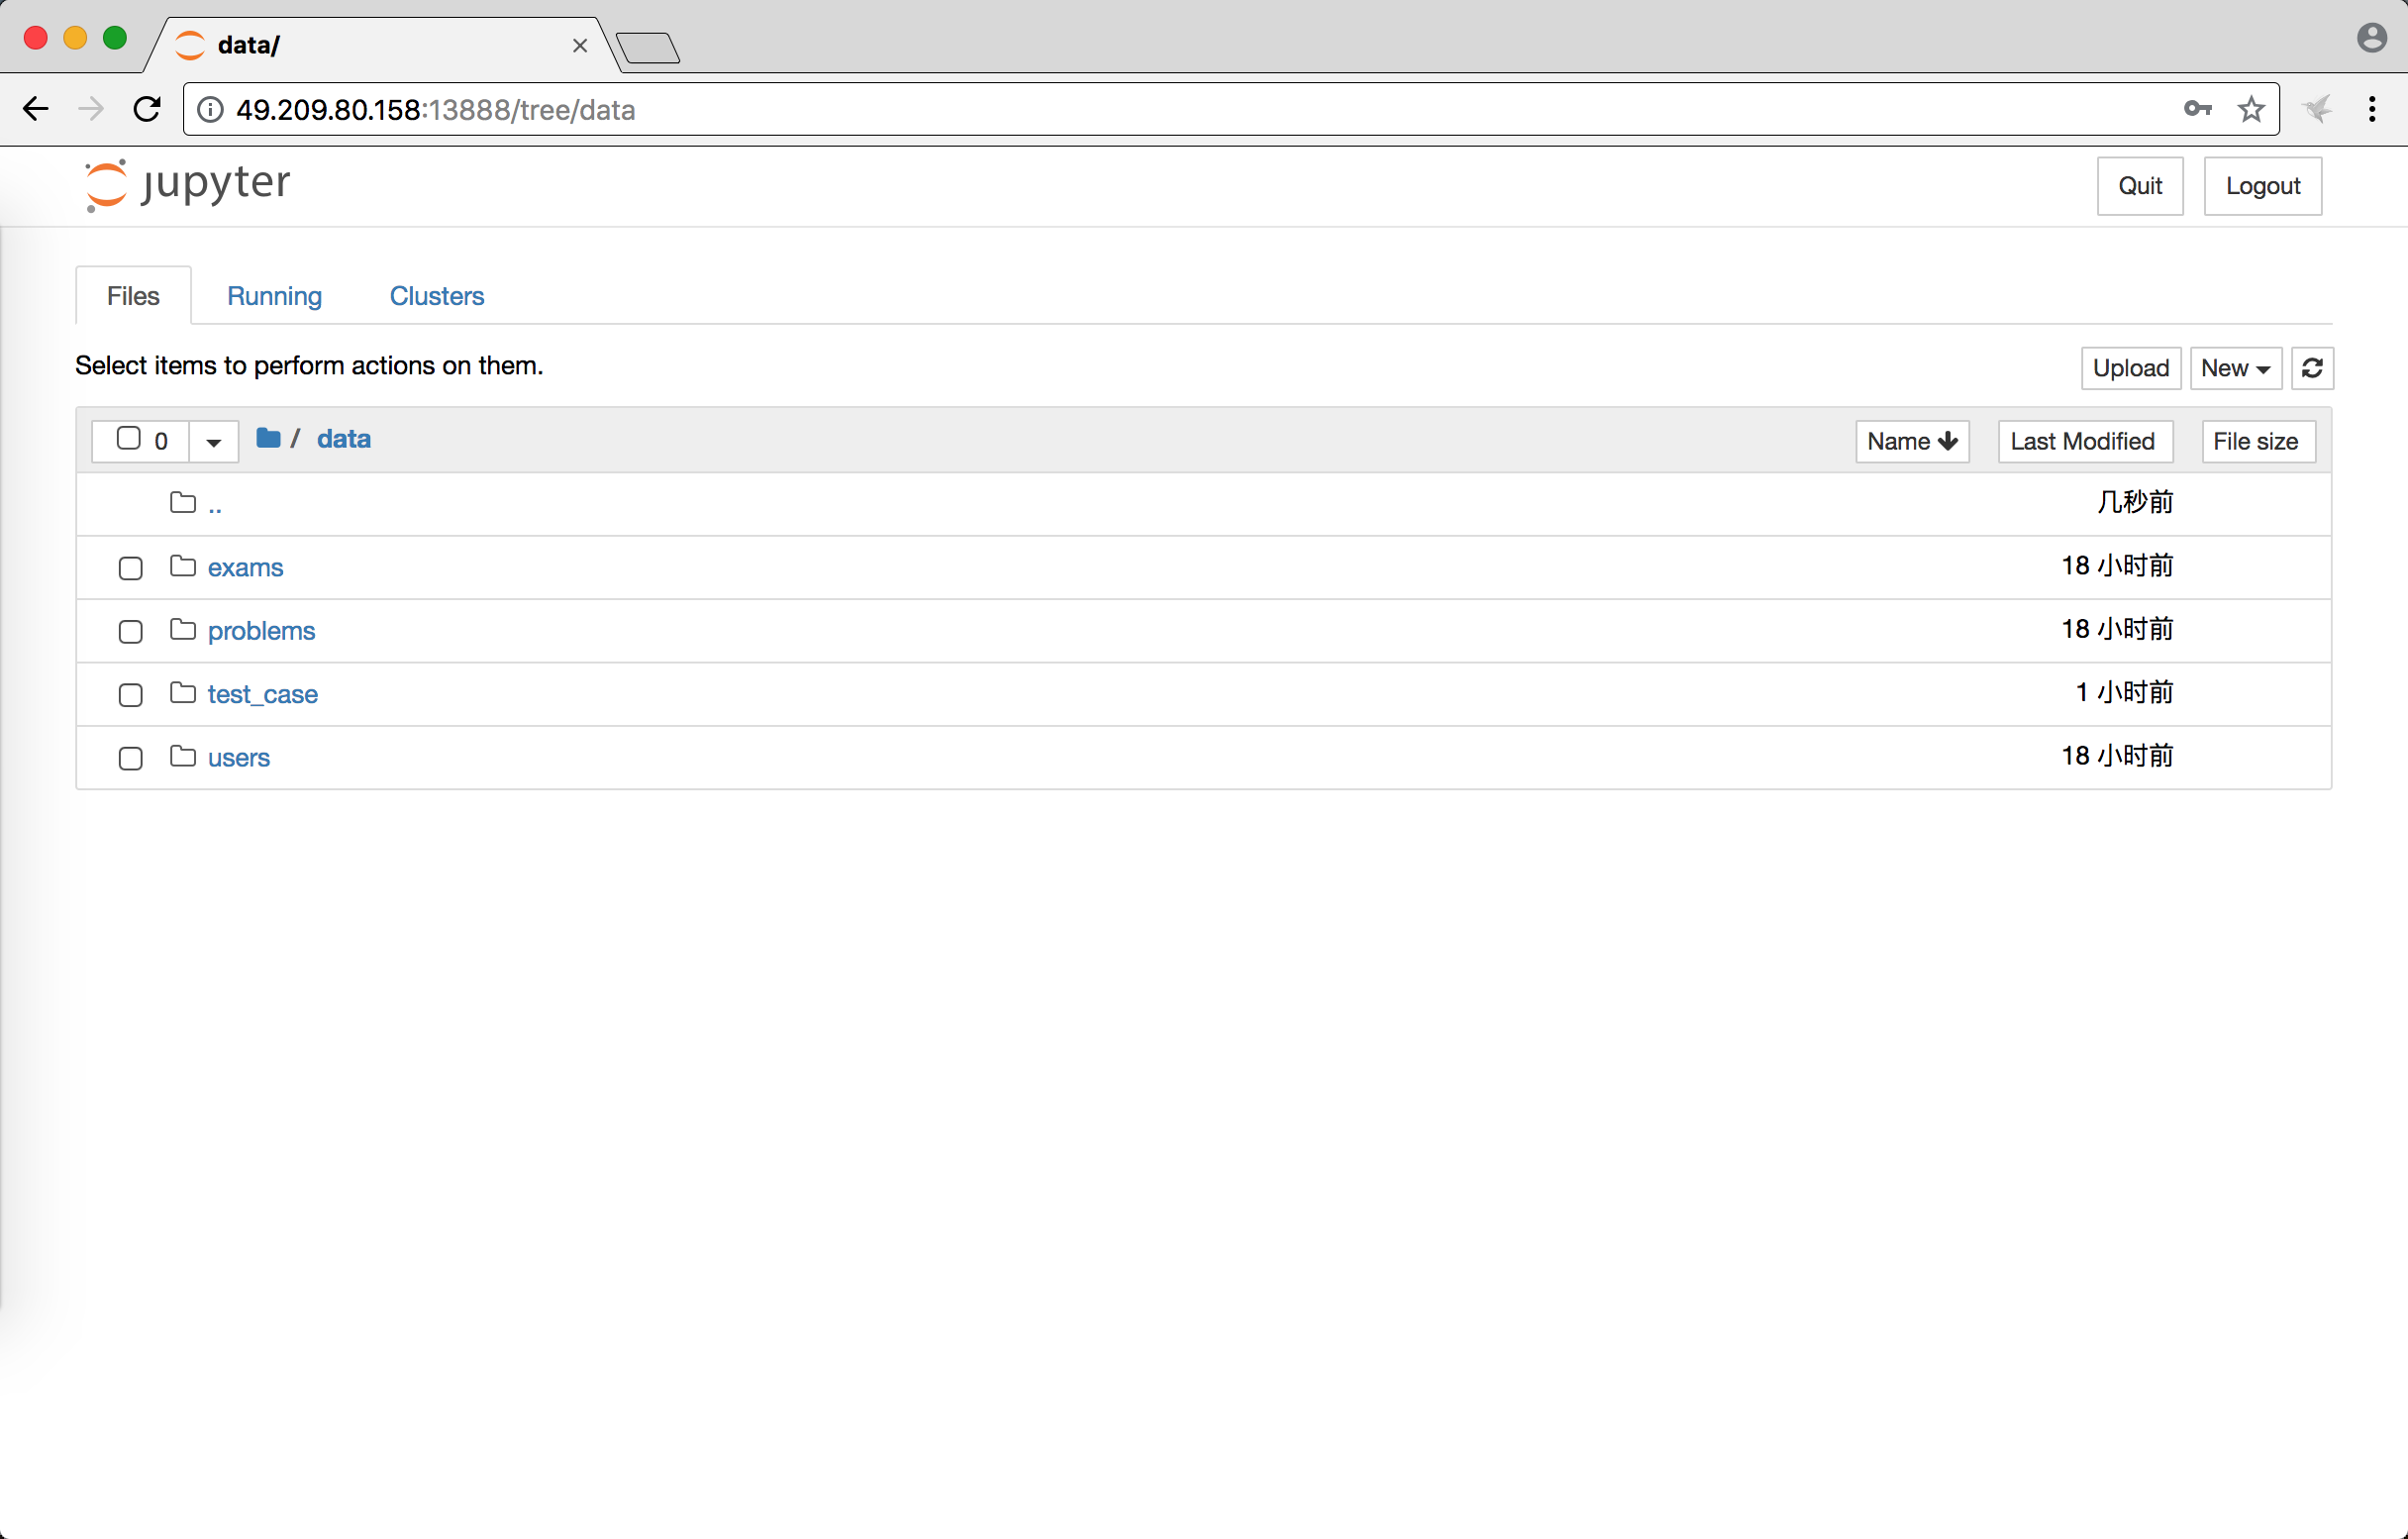 data/
49.209.80.158:13888/tree/data
jupyter
Quit
Logout
Files
Running
Clusters
Select items to perform actions on them.
Upload
New
0
/ data
Name
Last Modified
File size
..
几秒前
exams
18 小时前
problems
18 小时前
test_case
1 小时前
users
18 小时前